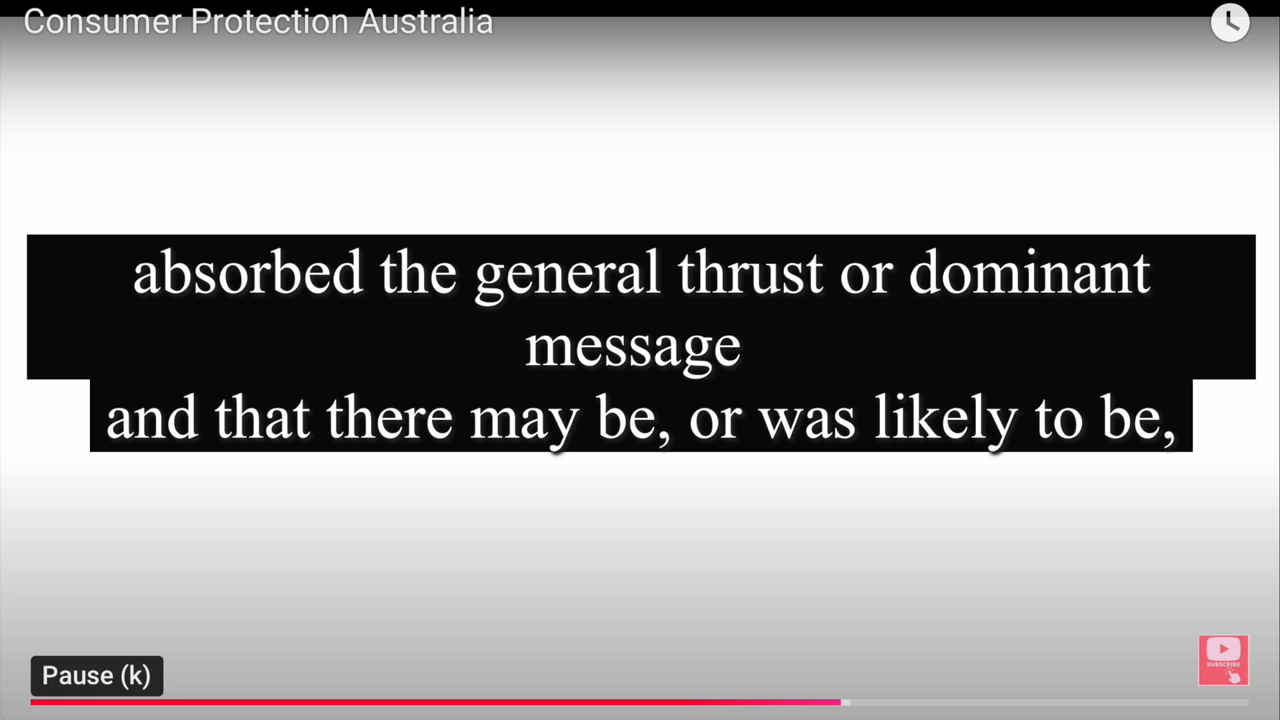 Consumer Protection Australia
absorbed the general thrust or dominant
message
and that there may be, or was likely to be,
SUBSCRIBE
Pause (k)